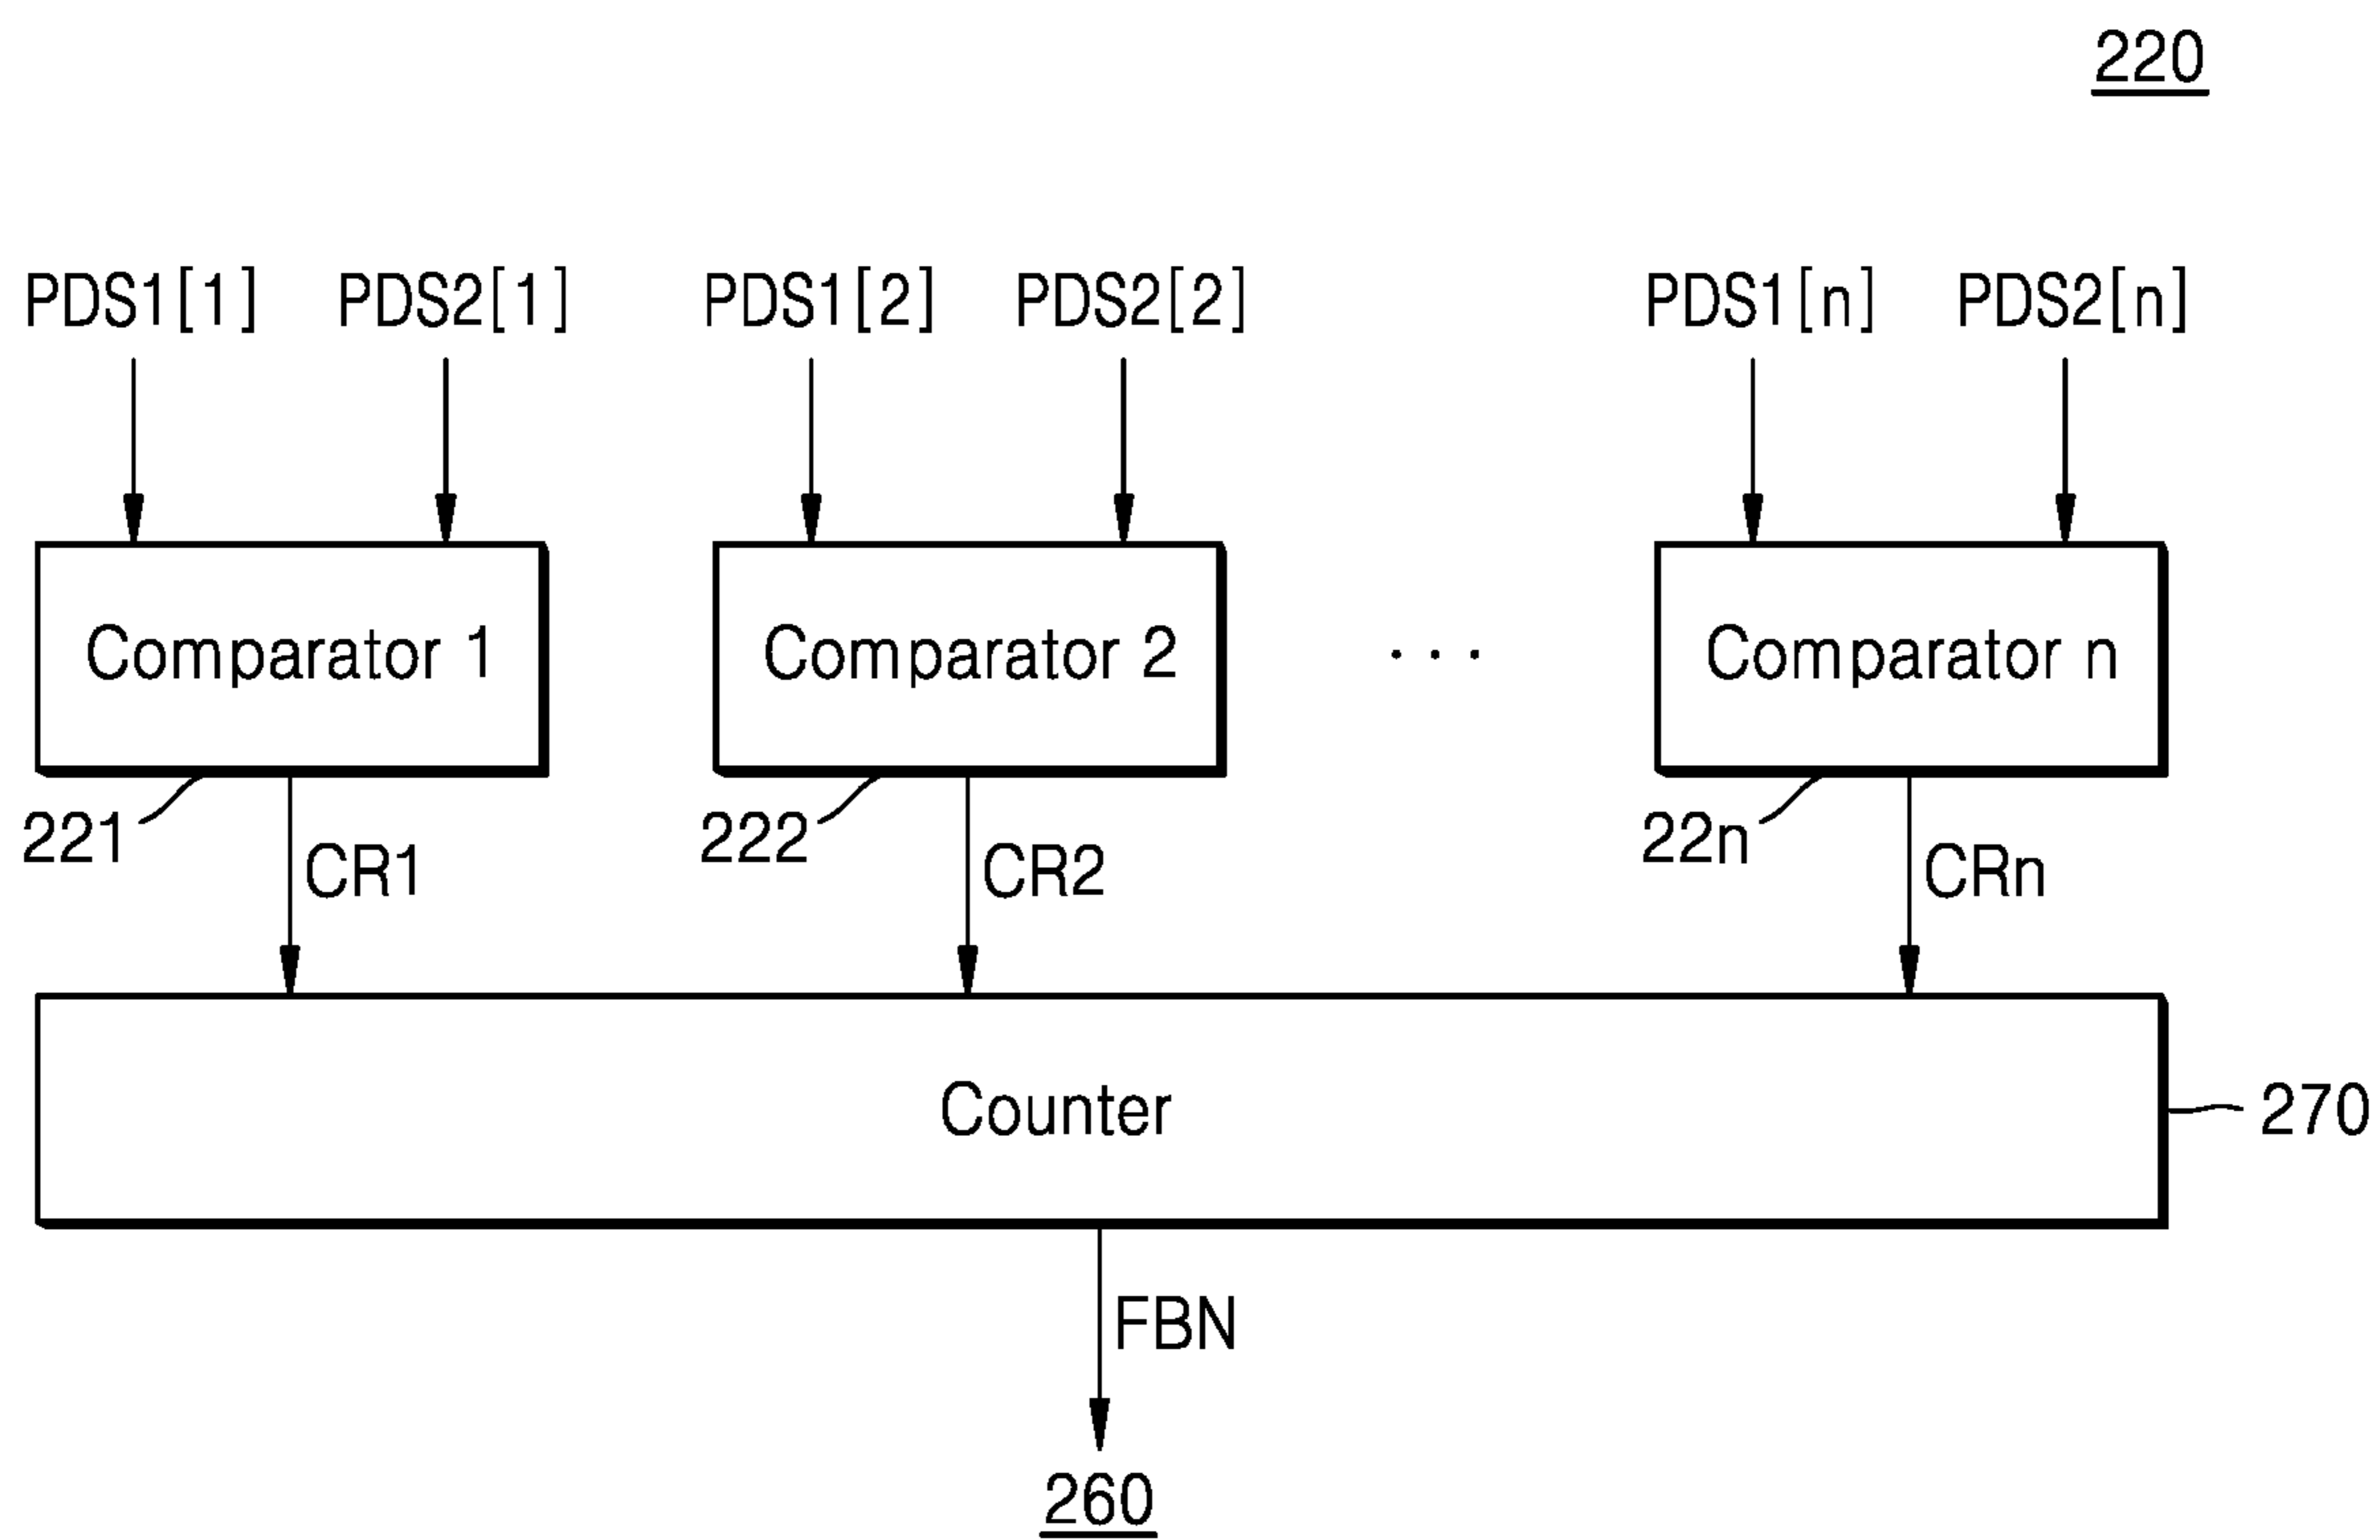 220
PDS1[1] PDS2[1] PDS1[2] PDS2[2] PDS1[n] PDS2[n]
Comparator 1 Comparator 2 · · · Comparator n
221 222 22n
CR1 CR2 CRn
Counter 270
FBN
260